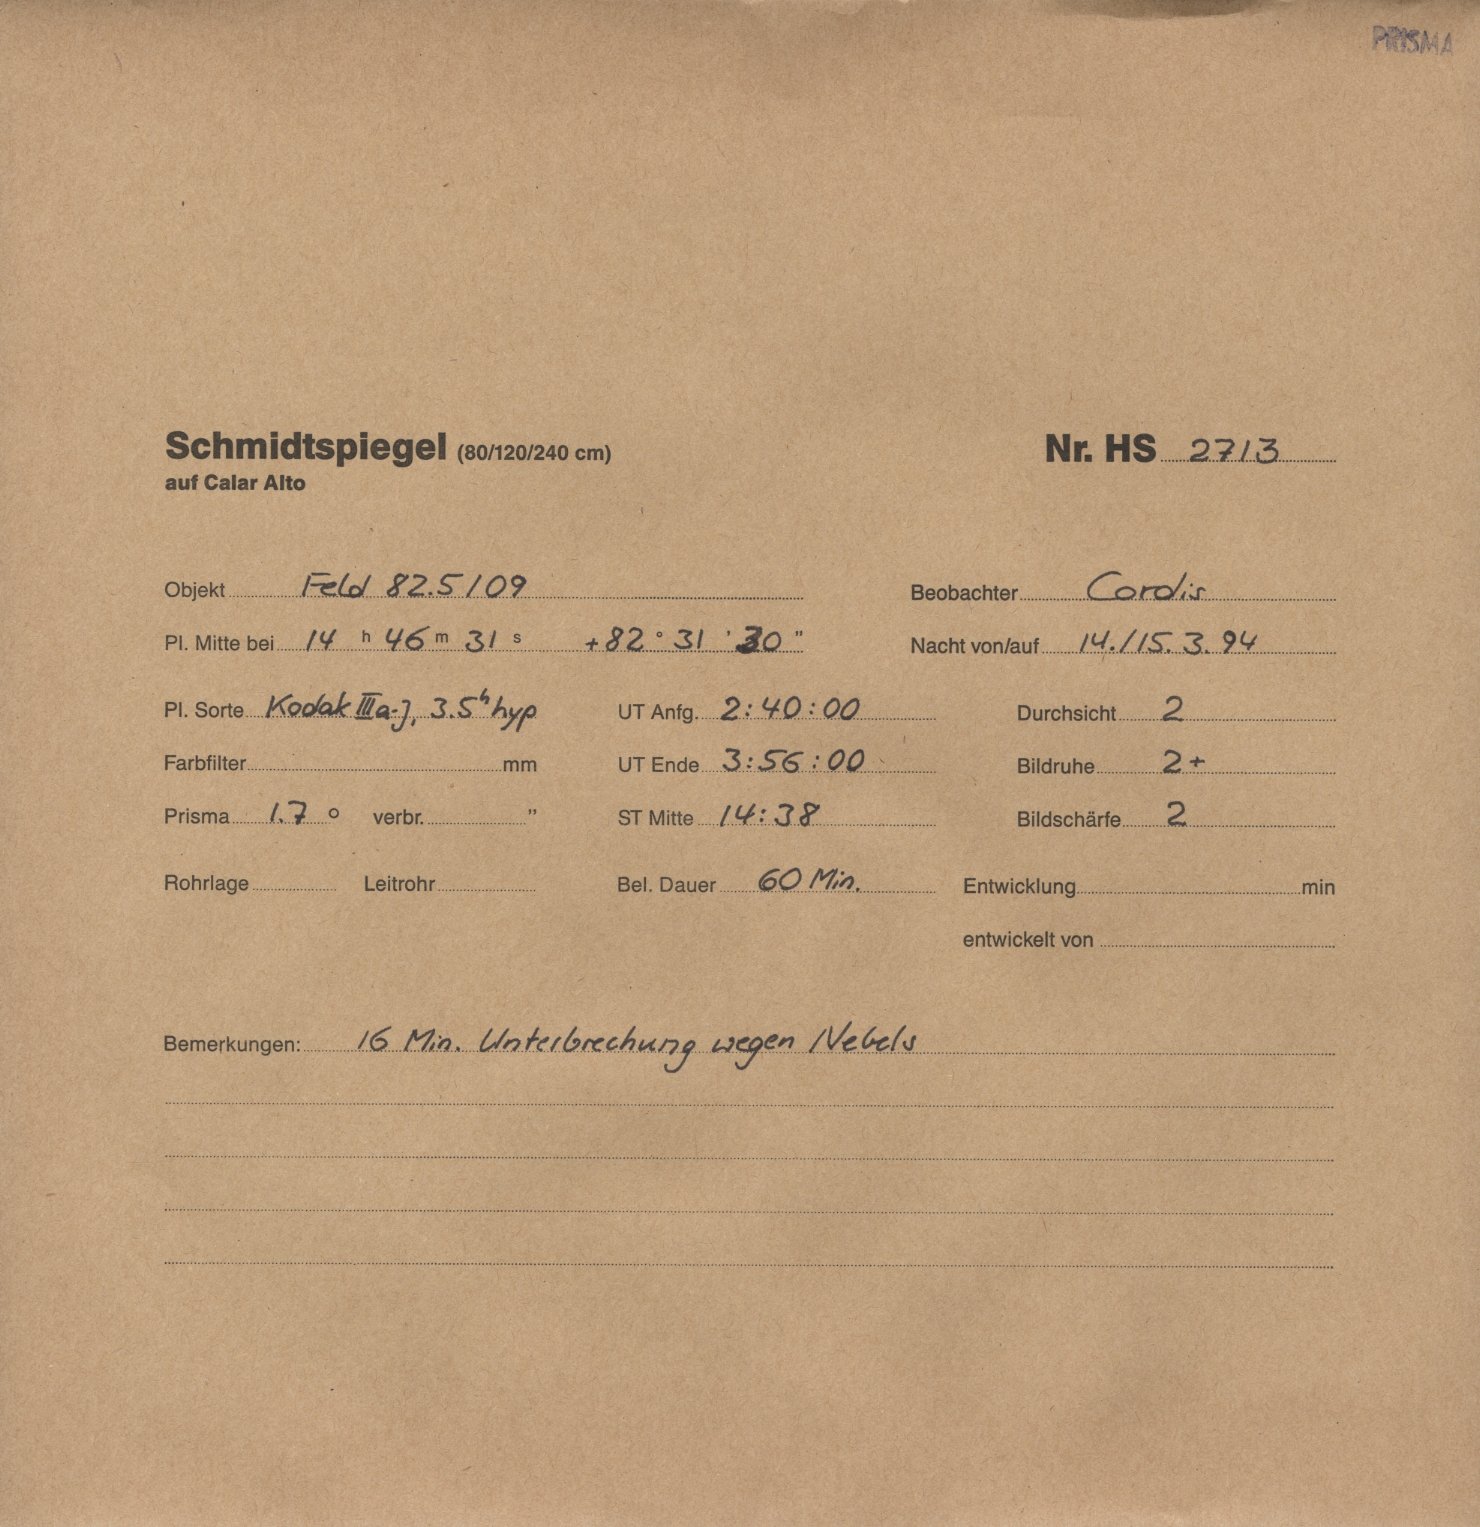 PRISMA
Schmidtspiegel (80/120/240 cm) Nr. HS 2713
auf Calar Alto
Objekt Feld 82.5/09 Beobachter Cordis
Pl. Mitte bei 14 h 46 m 31 s +82 ° 31 ' 30 " Nacht von/auf 14./15.3.94
Pl. Sorte Kodak IIIa-J, 3.5h hyp UT Anfg. 2:40:00 Durchsicht 2
Farbfilter mm UT Ende 3:56:00 Bildruhe 2+
Prisma 1.7 ° verbr. " ST Mitte 14:38 Bildschärfe 2
Rohrlage Leitrohr Bel. Dauer 60 Min. Entwicklung min
entwickelt von
Bemerkungen: 16 Min. Unterbrechung wegen Nebels